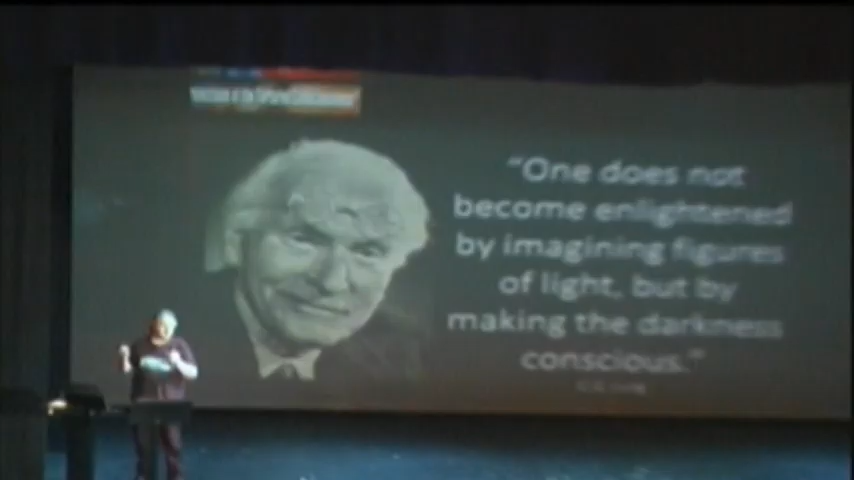 “One does not
become enlightened
by imagining figures
of light, but by
making the darkness
conscious.”